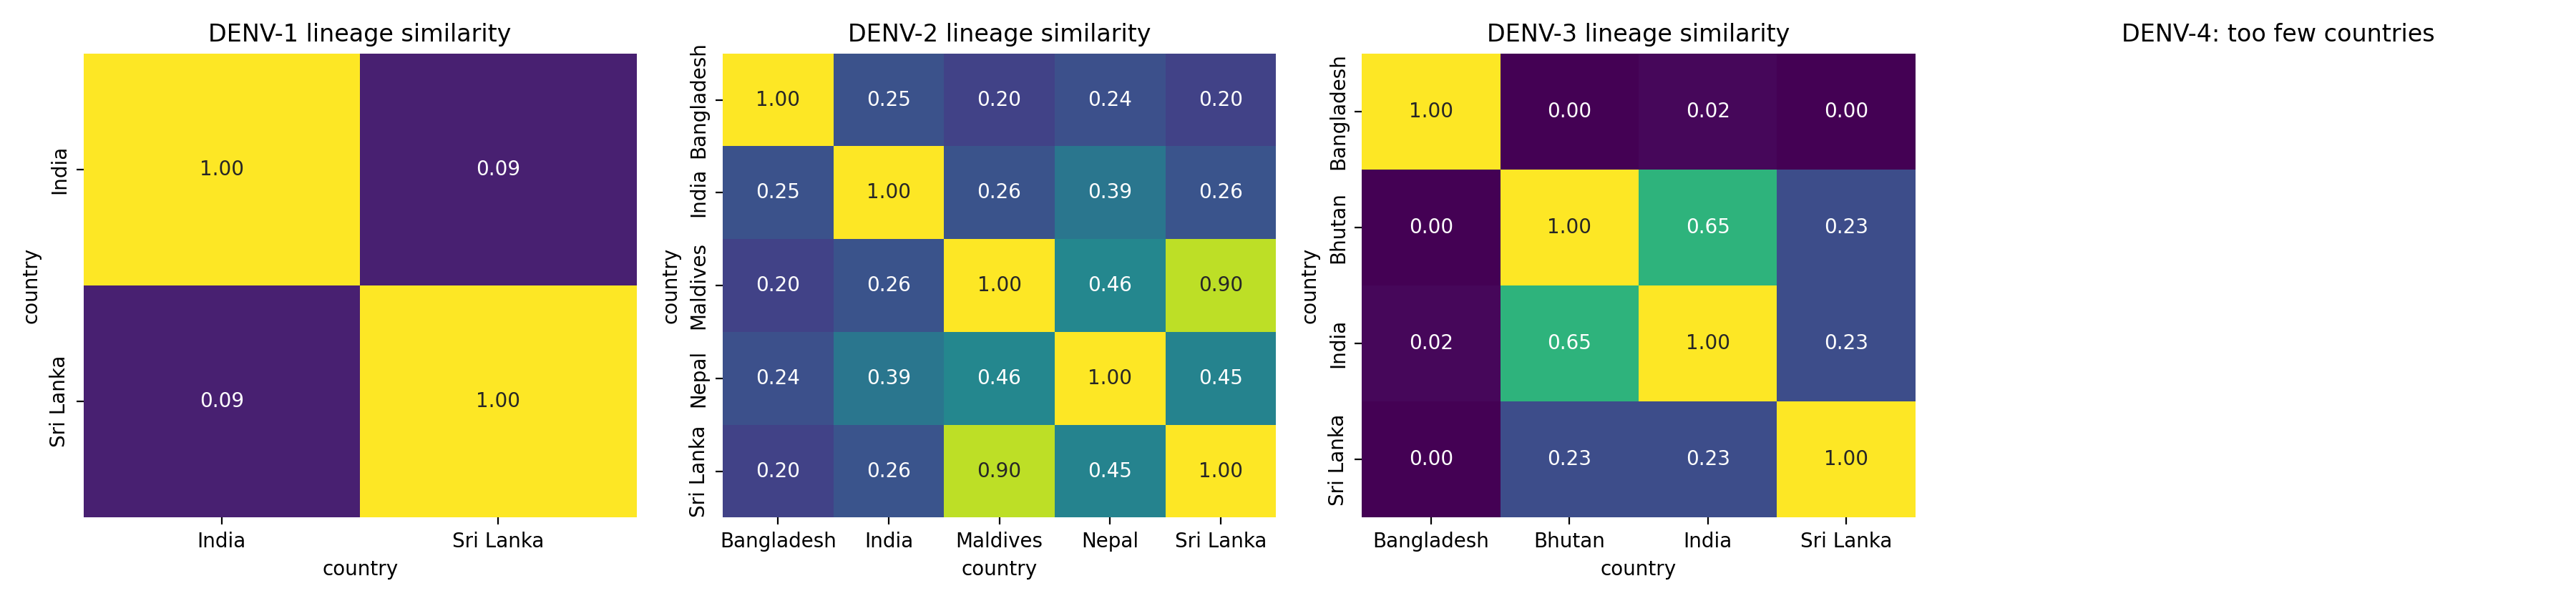 DENV-1 lineage similarity
country
India
Sri Lanka
1.00 0.09
0.09 1.00
India Sri Lanka
country
DENV-2 lineage similarity
country
Bangladesh
India
Maldives
Nepal
Sri Lanka
1.00 0.25 0.20 0.24 0.20
0.25 1.00 0.26 0.39 0.26
0.20 0.26 1.00 0.46 0.90
0.24 0.39 0.46 1.00 0.45
0.20 0.26 0.90 0.45 1.00
Bangladesh India Maldives Nepal Sri Lanka
country
DENV-3 lineage similarity
country
Bangladesh
Bhutan
India
Sri Lanka
1.00 0.00 0.02 0.00
0.00 1.00 0.65 0.23
0.02 0.65 1.00 0.23
0.00 0.23 0.23 1.00
Bangladesh Bhutan India Sri Lanka
country
DENV-4: too few countries